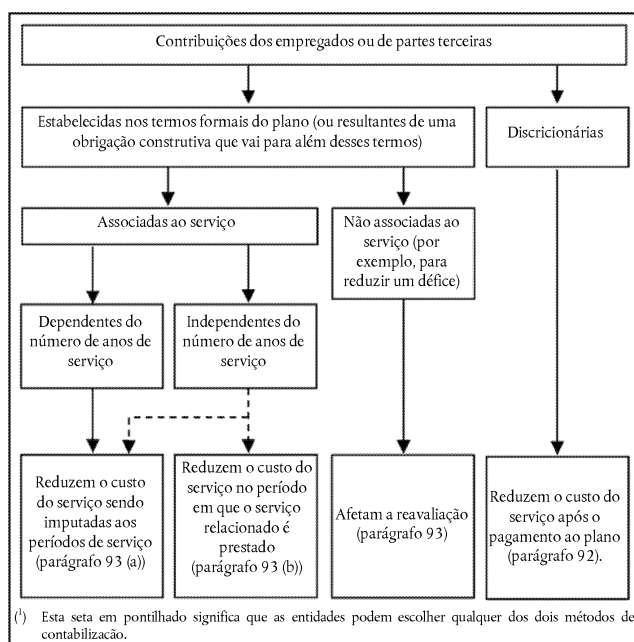 Contribuições dos empregados ou de partes terceiras
Estabelecidas nos termos formais do plano (ou resultantes de uma
obrigação construtiva que vai para além desses termos)
Discricionárias
Associadas ao serviço
Não associadas ao
serviço (por
exemplo, para
reduzir um défice)
Dependentes do
número de anos de
serviço
Independentes do
número de anos de
serviço
Reduzem o custo
do serviço sendo
imputadas aos
períodos de serviço
(parágrafo 93 (a))
Reduzem o custo do
serviço no período
em que o serviço
relacionado é
prestado
(parágrafo 93 (b))
Afetam a reavaliação
(parágrafo 93)
Reduzem o custo do
serviço após o
pagamento ao plano
(parágrafo 92).
(¹) Esta seta em pontilhado significa que as entidades podem escolher qualquer dos dois métodos de
contabilização.